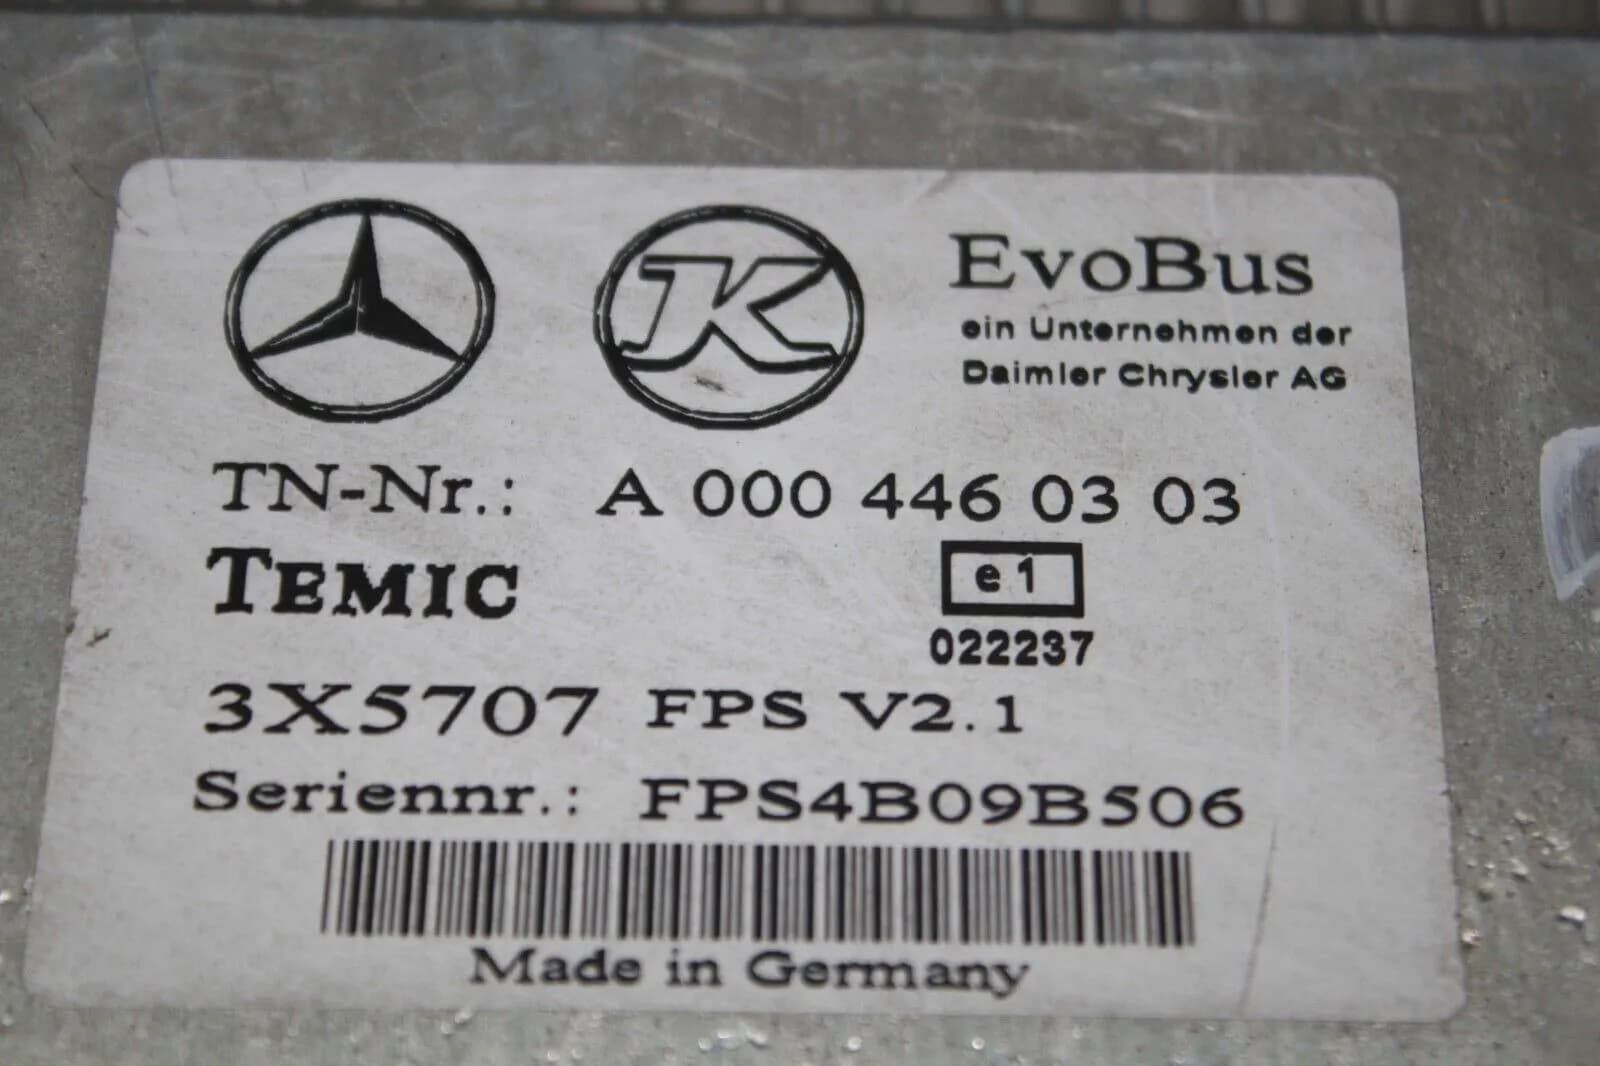 K
EvoBus
ein Unternehmen der
Daimler Chrysler AG
TN-Nr.: A 000 446 03 03
TEMIC
e 1
022237
3X5707 FPS V2.1
Seriennr.: FPS4B09B506
Made in Germany